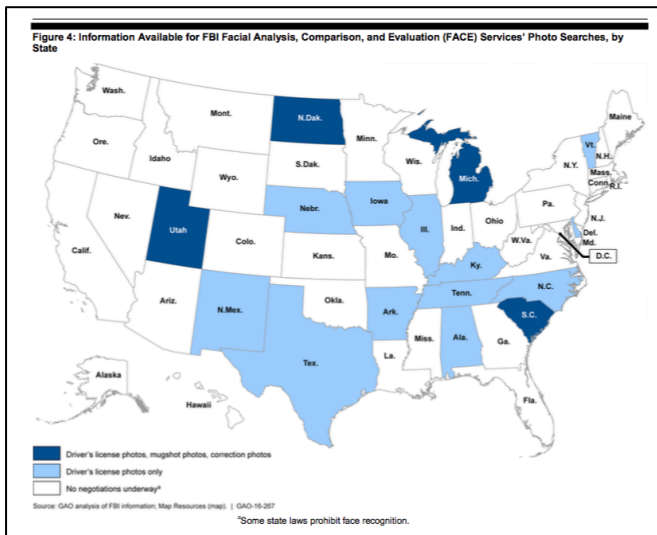 Figure 4: Information Available for FBI Facial Analysis, Comparison, and Evaluation (FACE) Services' Photo Searches, by
State
Wash.
Mont.
N.Dak.
Minn.
Maine
Ore.
Idaho
Wyo.
S.Dak.
Wis.
Mich.
N.Y.
Vt.
N.H.
Mass.
Conn.
R.I.
Nev.
Utah
Colo.
Nebr.
Iowa
Ill.
Ind.
Ohio
Pa.
N.J.
Del.
Md.
D.C.
Calif.
Kans.
Mo.
Ky.
W.Va.
Va.
Ariz.
N.Mex.
Okla.
Ark.
Tenn.
N.C.
S.C.
Tex.
La.
Miss.
Ala.
Ga.
Fla.
Alaska
Hawaii
Driver's license photos, mugshot photos, correction photos
Driver's license photos only
No negotiations underwayᵃ
Source: GAO analysis of FBI information; Map Resources (map). | GAO-16-267
ᵃSome state laws prohibit face recognition.